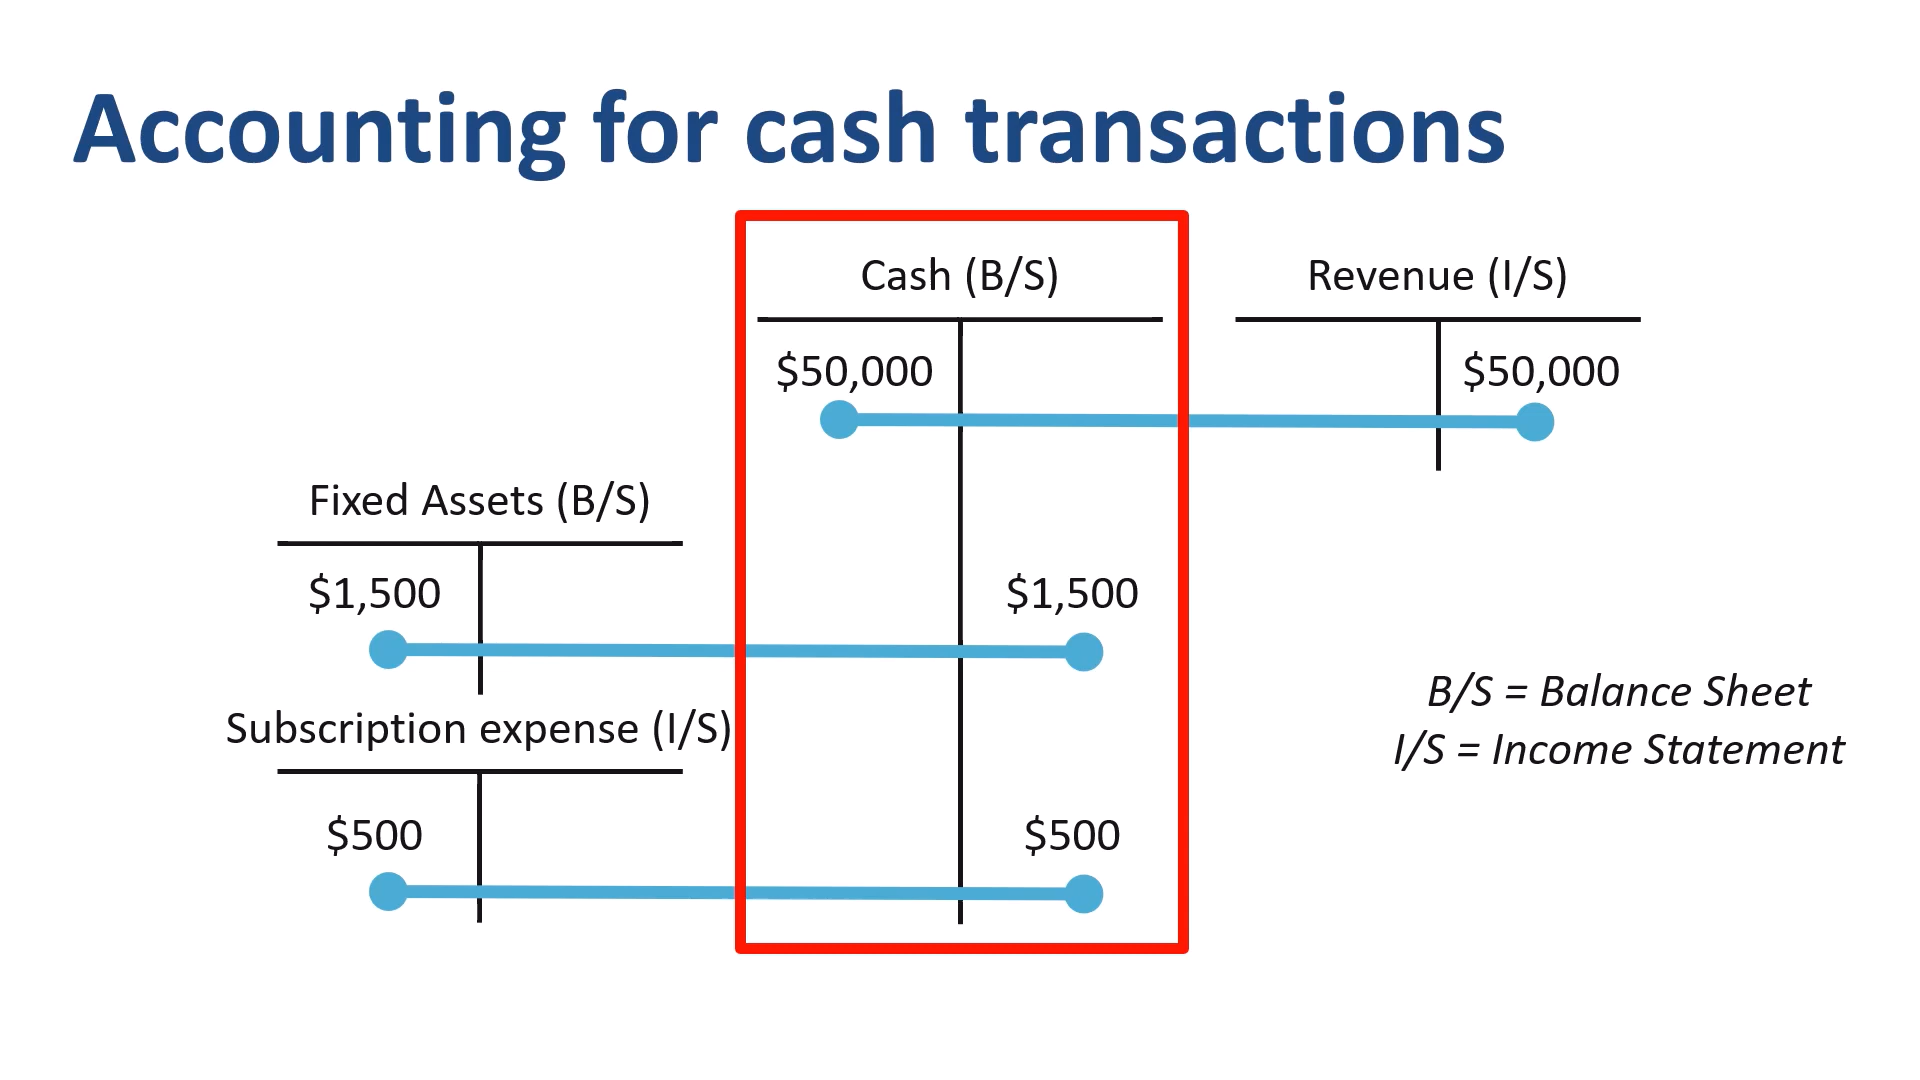 Accounting for cash transactions
Cash (B/S)
Revenue (I/S)
$50,000
$50,000
Fixed Assets (B/S)
$1,500
$1,500
Subscription expense (I/S)
$500
$500
B/S = Balance Sheet
I/S = Income Statement